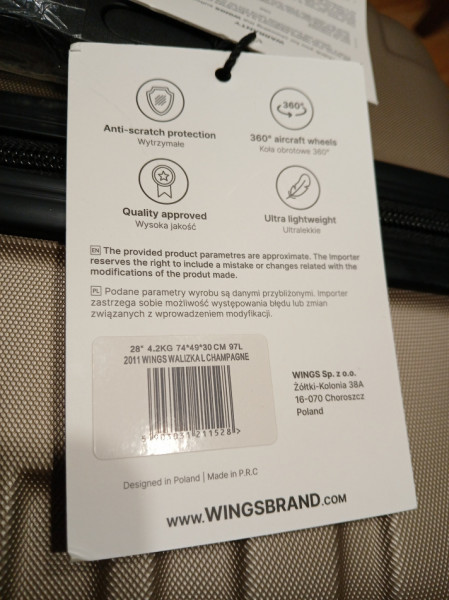 360°
Anti-scratch protection
Wytrzymałe
360° aircraft wheels
Koła obrotowe 360°
Quality approved
Wysoka jakość
Ultra lightweight
Ultralekkie
EN The provided product parametres are approximate. The Importer
reserves the right to include a mistake or changes related with the
modifications of the produt made.
PL Podane parametry wyrobu są danymi przybliżonymi. Importer
zastrzega sobie możliwość występowania błędu lub zmian
związanych z wprowadzeniem modyfikacji.
28" 4.2KG 74*49*30 CM 97L
2011 WINGS WALIZKA L CHAMPAGNE
WINGS Sp. z o.o.
Żółtki-Kolonia 38A
16-070 Choroszcz
Poland
Designed in Poland | Made in P.R.C
WWW.WINGSBRAND.COM